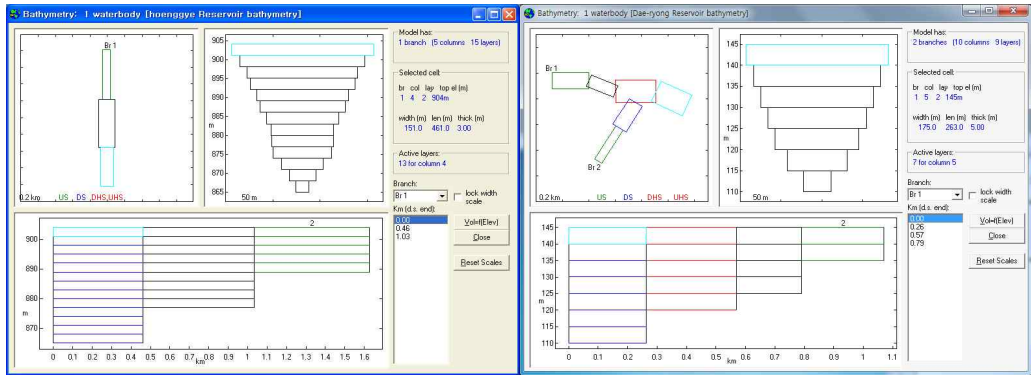 Bathymetry: 1 waterbody [hoenggye Reservoir bathymetry]
Br 1
0.2 km
, US , DS ,DHS,UHS,
905
900
895
890
885
880
875
870
865
m
50 m
Model has:
1 branch (5 columns 15 layers)
Selected cell:
br col lay top el (m)
1 4 2 904m
width (m) len (m) thick (m)
151.0 461.0 3.00
Active layers:
13 for column 4
Branch:
Br 1
lock width scale
Km (d.s. end):
0.00
0.46
1.03
Vol=f(Elev)
Close
Reset Scales
2
900
890
880
870
m
0 0.1 0.2 0.3 0.4 0.5 0.6 0.7 0.8 0.9 1 1.1 1.2 1.3 1.4 1.5 1.6
km
Bathymetry: 1 waterbody [Dae-ryong Reservoir bathymetry]
Br 1
Br 2
0.2 km
, US , DS , DHS , UHS ,
145
140
135
130
125
120
115
110
m
50 m
Model has:
2 branches (10 columns 9 layers)
Selected cell:
br col lay top el (m)
1 5 2 145m
width (m) len (m) thick (m)
175.0 263.0 5.00
Active layers:
7 for column 5
Branch:
Br 1
lock width scale
Km (d.s. end):
0.00
0.26
0.57
0.79
Vol=f(Elev)
Close
Reset Scales
2
145
140
135
130
125
120
115
110
m
0 0.1 0.2 0.3 0.4 0.5 0.6 0.7 0.8 0.9 1 1.1
km